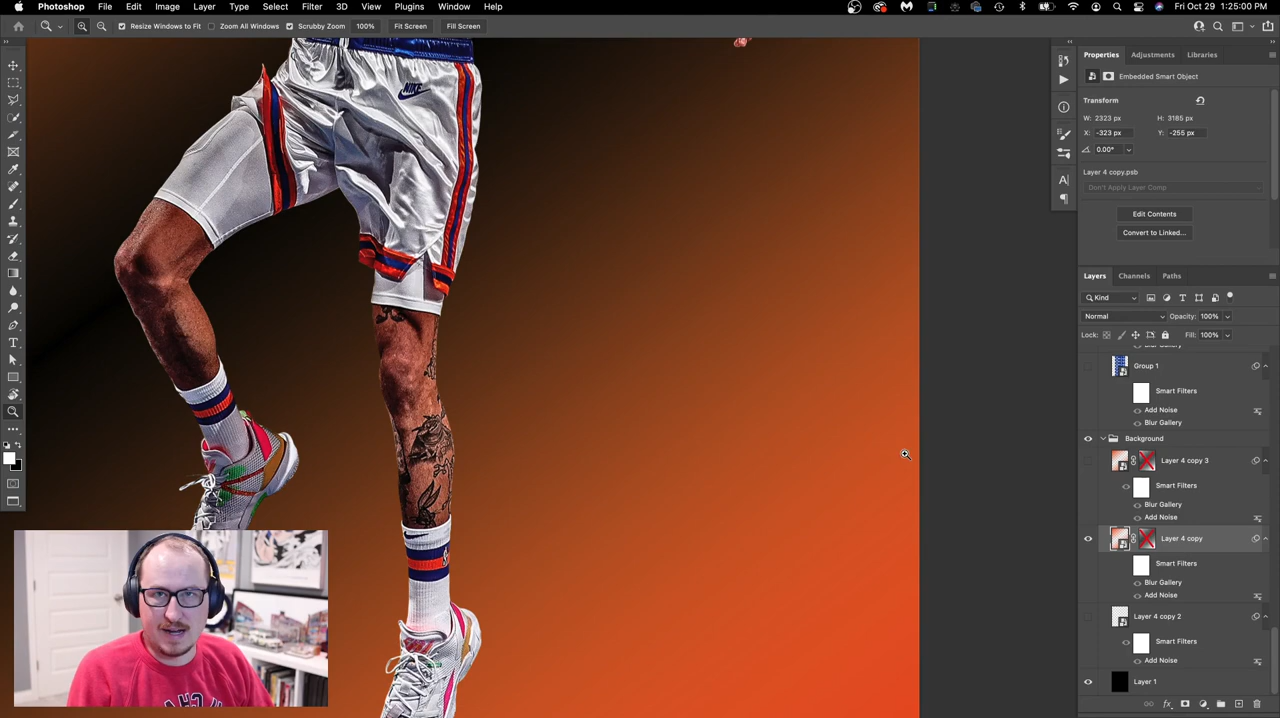 Photoshop File Edit Image Layer Type Select Filter 3D View Plugins Window Help Fri Oct 29 1:25:00 PM
Resize Windows to Fit Zoom All Windows Scrubby Zoom 100% Fit Screen Fill Screen
Properties Adjustments Libraries
Embedded Smart Object
Transform
W: 2323 px H: 3185 px
X: -323 px Y: -255 px
0.00°
Layer 4 copy.psb
Don't Apply Layer Comp
Edit Contents
Convert to Linked...
Layers Channels Paths
Kind
Normal Opacity: 100%
Lock: Fill: 100%
Blur Gallery
Group 1
Smart Filters
Add Noise
Blur Gallery
Background
Layer 4 copy 3
Smart Filters
Blur Gallery
Add Noise
Layer 4 copy
Smart Filters
Blur Gallery
Add Noise
Layer 4 copy 2
Smart Filters
Add Noise
Layer 1
NIKE